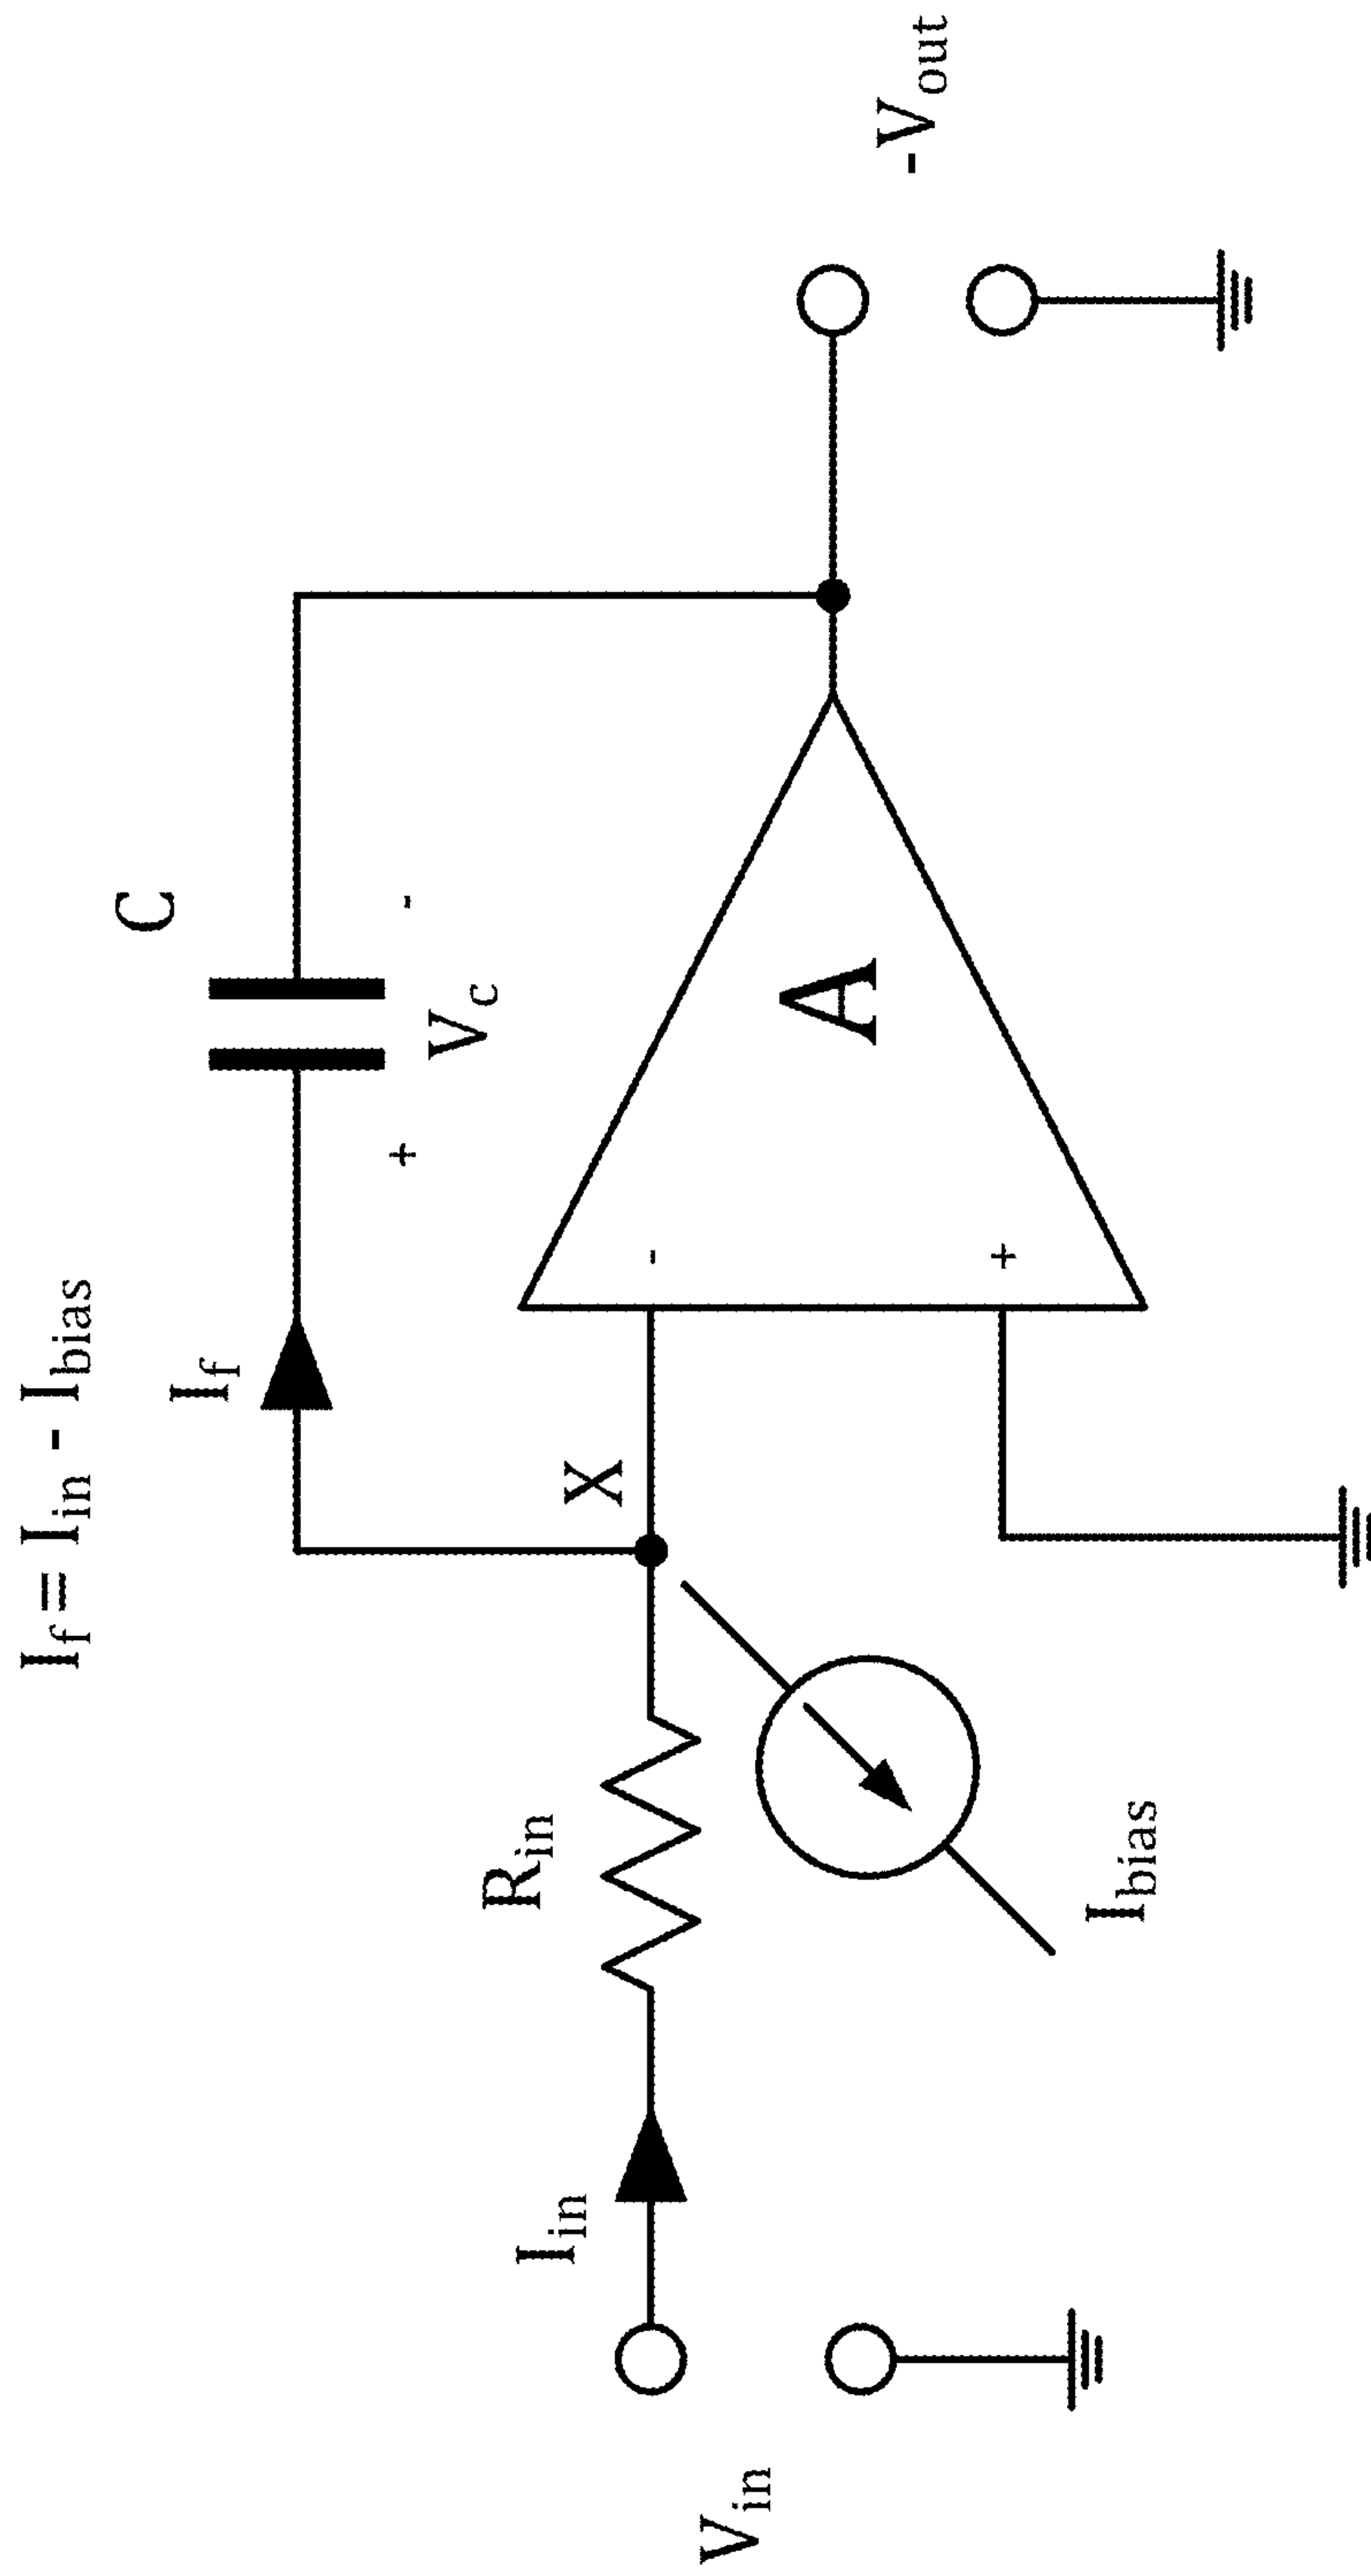 I_f = I_in - I_bias
I_f
C
+
V_c
-
X
-
A
+
R_in
I_in
V_in
I_bias
-V_out